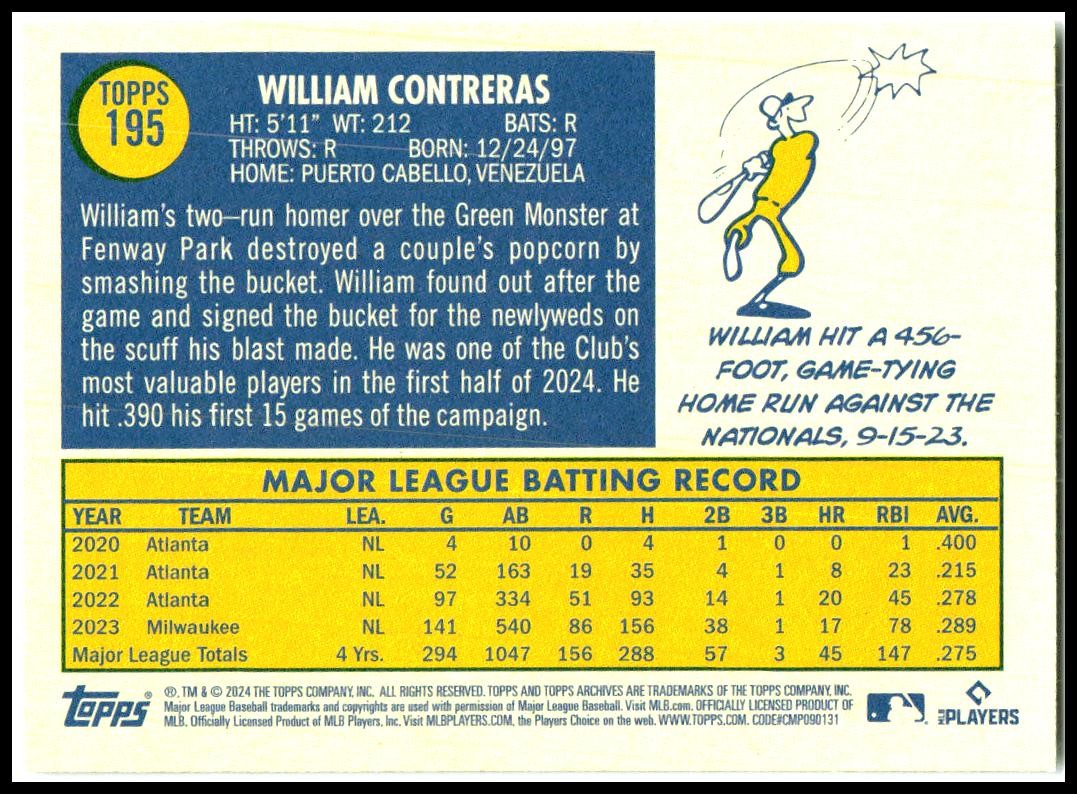 TOPPS
195
WILLIAM CONTRERAS
HT: 5'11" WT: 212 BATS: R
THROWS: R BORN: 12/24/97
HOME: PUERTO CABELLO, VENEZUELA
William's two–run homer over the Green Monster at
Fenway Park destroyed a couple's popcorn by
smashing the bucket. William found out after the
game and signed the bucket for the newlyweds on
the scuff his blast made. He was one of the Club's
most valuable players in the first half of 2024. He
hit .390 his first 15 games of the campaign.
WILLIAM HIT A 456-
FOOT, GAME-TYING
HOME RUN AGAINST THE
NATIONALS, 9-15-23.
MAJOR LEAGUE BATTING RECORD
YEAR TEAM LEA. G AB R H 2B 3B HR RBI AVG.
2020 Atlanta NL 4 10 0 4 1 0 0 1 .400
2021 Atlanta NL 52 163 19 35 4 1 8 23 .215
2022 Atlanta NL 97 334 51 93 14 1 20 45 .278
2023 Milwaukee NL 141 540 86 156 38 1 17 78 .289
Major League Totals 4 Yrs. 294 1047 156 288 57 3 45 147 .275
Topps®
®, TM & © 2024 THE TOPPS COMPANY, INC. ALL RIGHTS RESERVED. TOPPS AND TOPPS ARCHIVES ARE TRADEMARKS OF THE TOPPS COMPANY, INC.
Major League Baseball trademarks and copyrights are used with permission of Major League Baseball. Visit MLB.com. OFFICIALLY LICENSED PRODUCT OF
MLB. Officially Licensed Product of MLB Players, Inc. Visit MLBPLAYERS.COM, the Players Choice on the web. WWW.TOPPS.COM. CODE#CMP090131
MLB PLAYERS